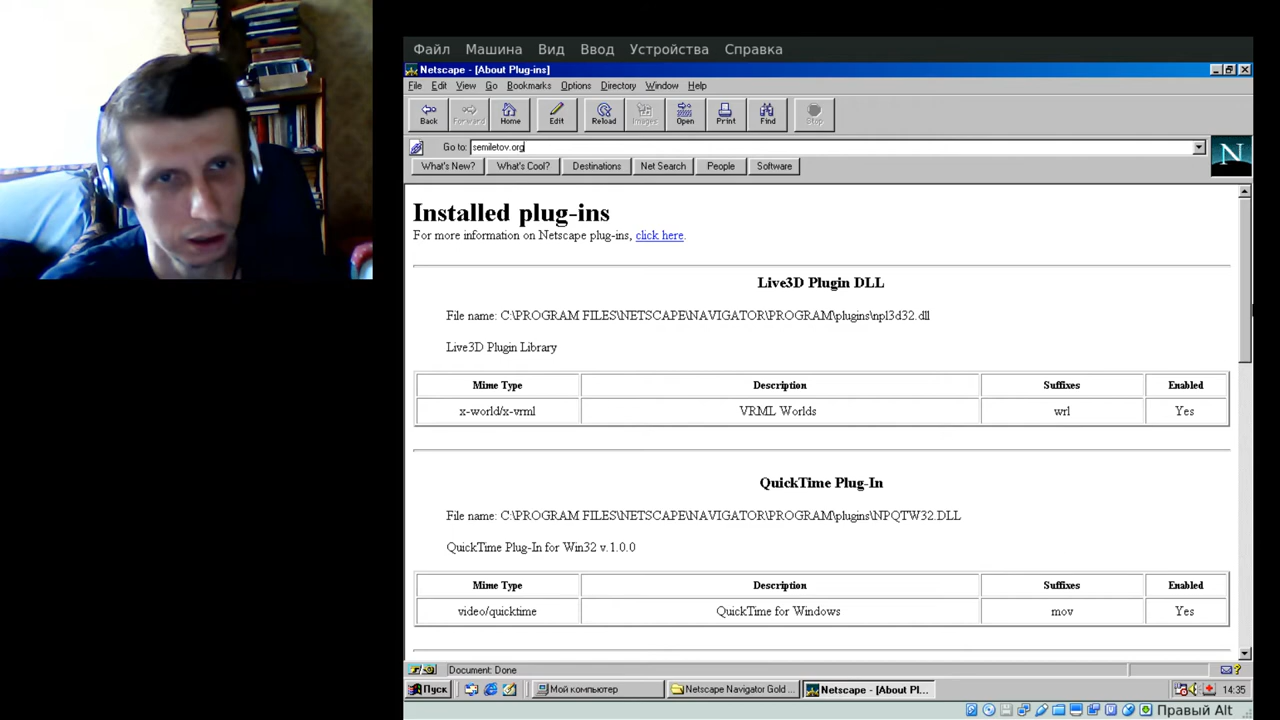 Файл Машина Вид Ввод Устройства Справка
Netscape - [About Plug-ins]
File Edit View Go Bookmarks Options Directory Window Help
Back Forward Home Edit Reload Images Open Print Find Stop
Go to: semiletov.org
N
What's New? What's Cool? Destinations Net Search People Software
Installed plug-ins
For more information on Netscape plug-ins, click here.
Live3D Plugin DLL
File name: C:\PROGRAM FILES\NETSCAPE\NAVIGATOR\PROGRAM\plugins\npl3d32.dll
Live3D Plugin Library
Mime Type Description Suffixes Enabled
x-world/x-vrml VRML Worlds wrl Yes
QuickTime Plug-In
File name: C:\PROGRAM FILES\NETSCAPE\NAVIGATOR\PROGRAM\plugins\NPQTW32.DLL
QuickTime Plug-In for Win32 v.1.0.0
Mime Type Description Suffixes Enabled
video/quicktime QuickTime for Windows mov Yes
Document: Done
Пуск Мой компьютер Netscape Navigator Gold ... Netscape - [About Pl... 14:35
Правый Alt